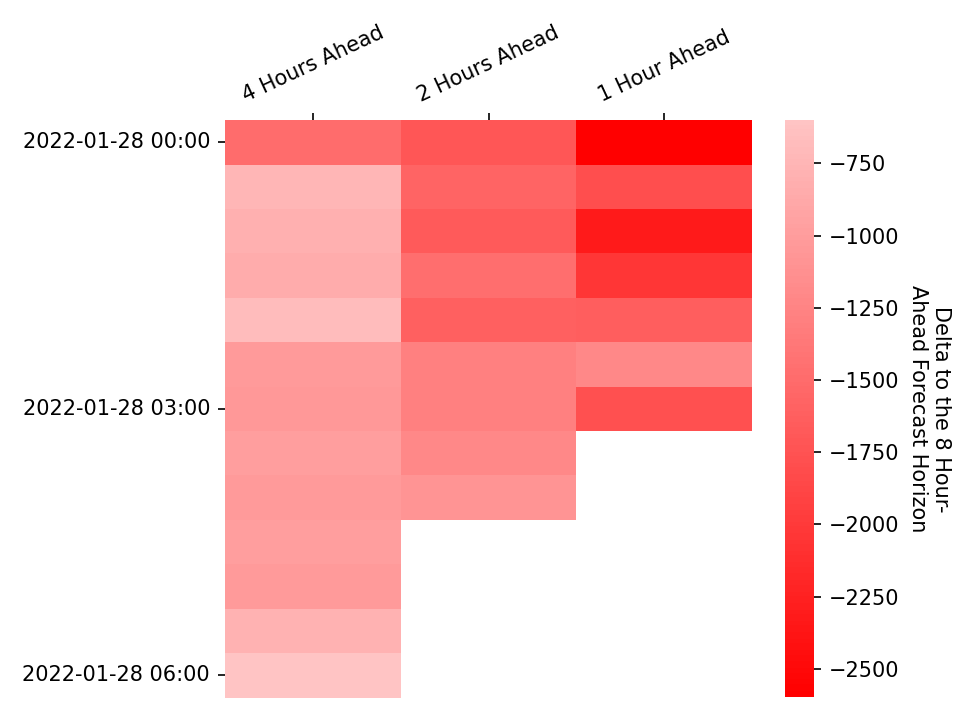 4 Hours Ahead
2 Hours Ahead
1 Hour Ahead
2022-01-28 00:00
2022-01-28 03:00
2022-01-28 06:00
−750
−1000
−1250
−1500
−1750
−2000
−2250
−2500
Delta to the 8 Hour-
Ahead Forecast Horizon